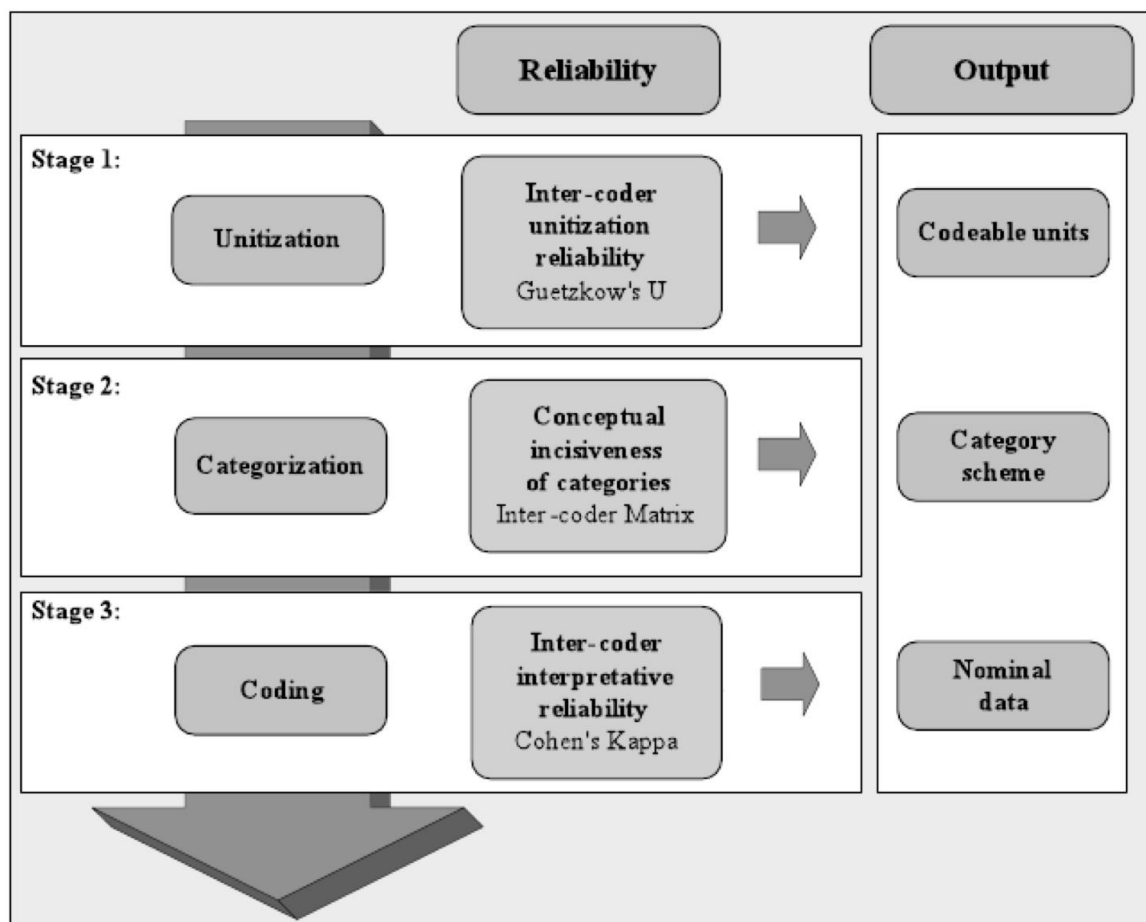 Reliability
Output
Stage 1:
Unitization
Inter-coder
unitization
reliability
Guetzkow's U
Codeable units
Stage 2:
Categorization
Conceptual
incisiveness
of categories
Inter-coder Matrix
Category
scheme
Stage 3:
Coding
Inter-coder
interpretative
reliability
Cohen's Kappa
Nominal
data